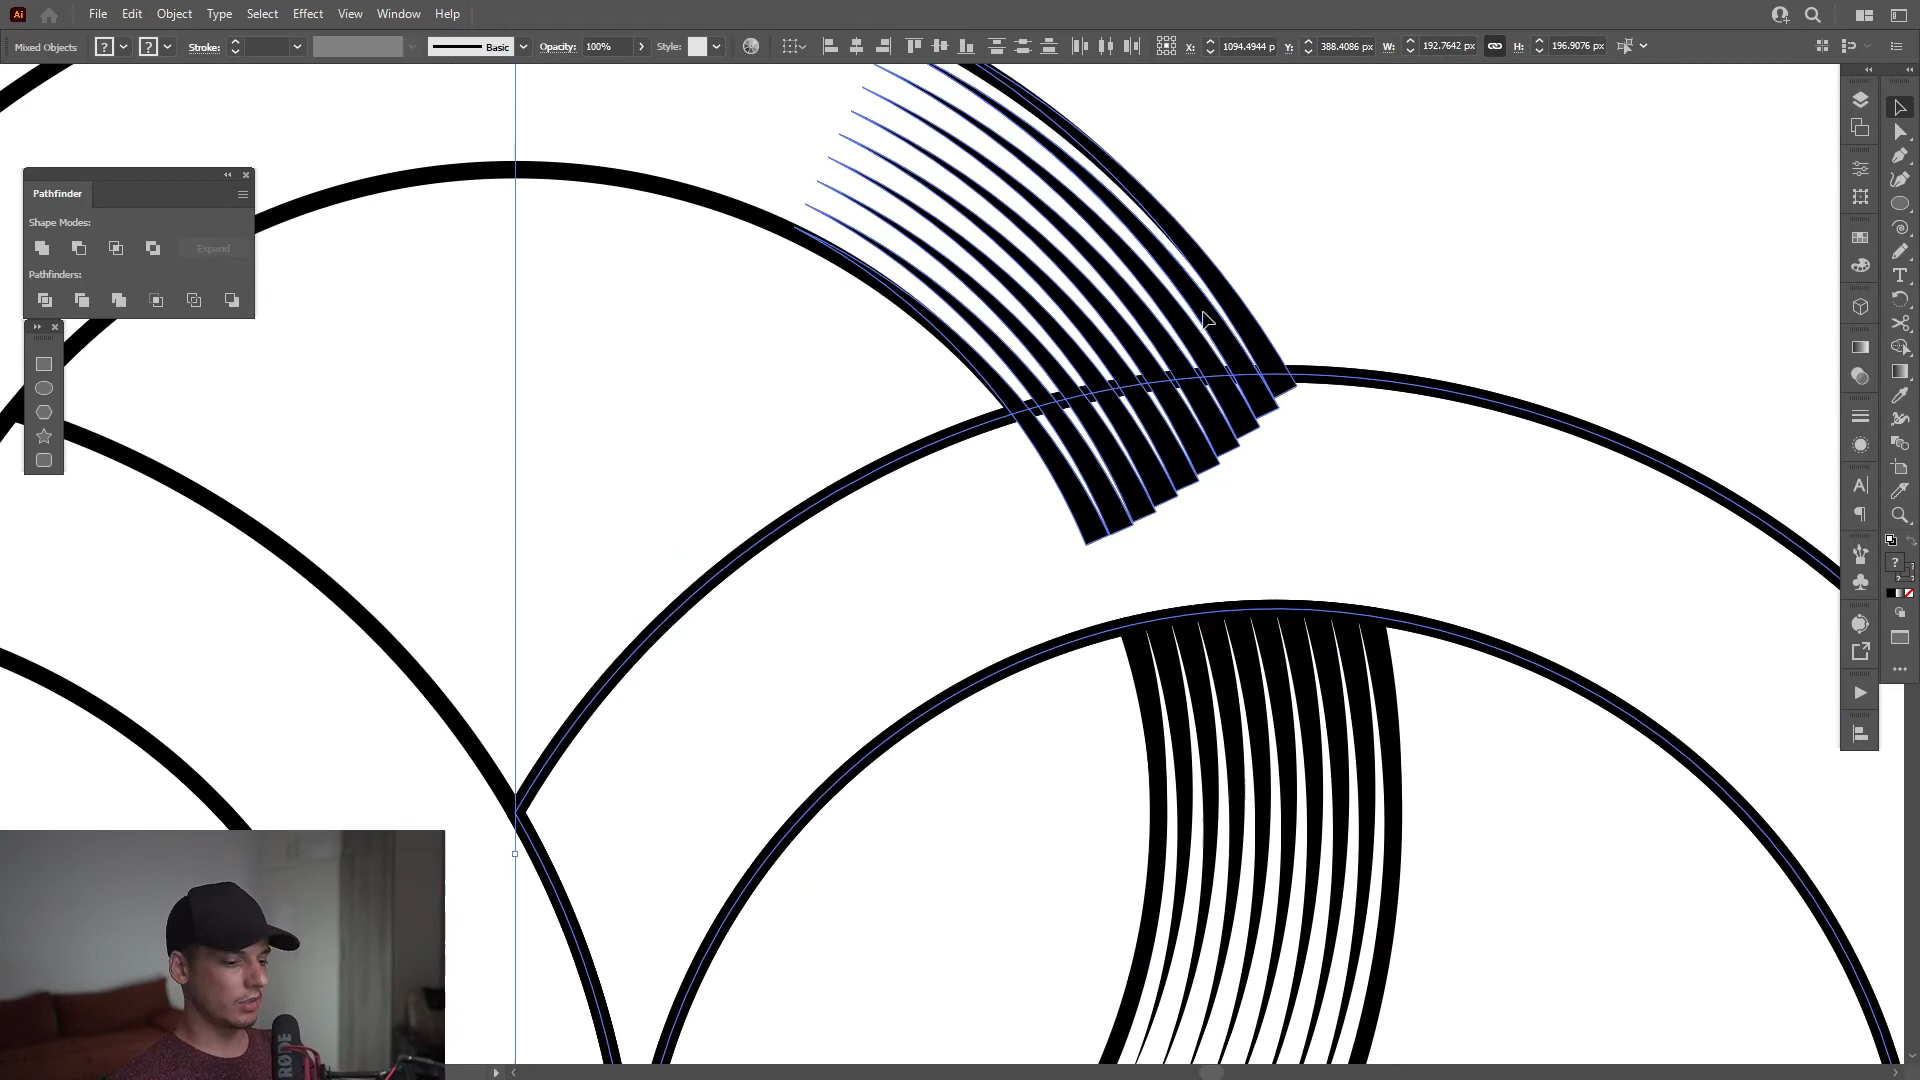 Ai File Edit Object Type Select Effect View Window Help
Mixed Objects ? ? Stroke: Basic Opacity: 100% Style: X: 1094.4944 p Y: 388.4086 px W: 192.7642 px H: 196.9076 px
Pathfinder
Shape Modes:
Expand
Pathfinders:
A
T
?
RØDE